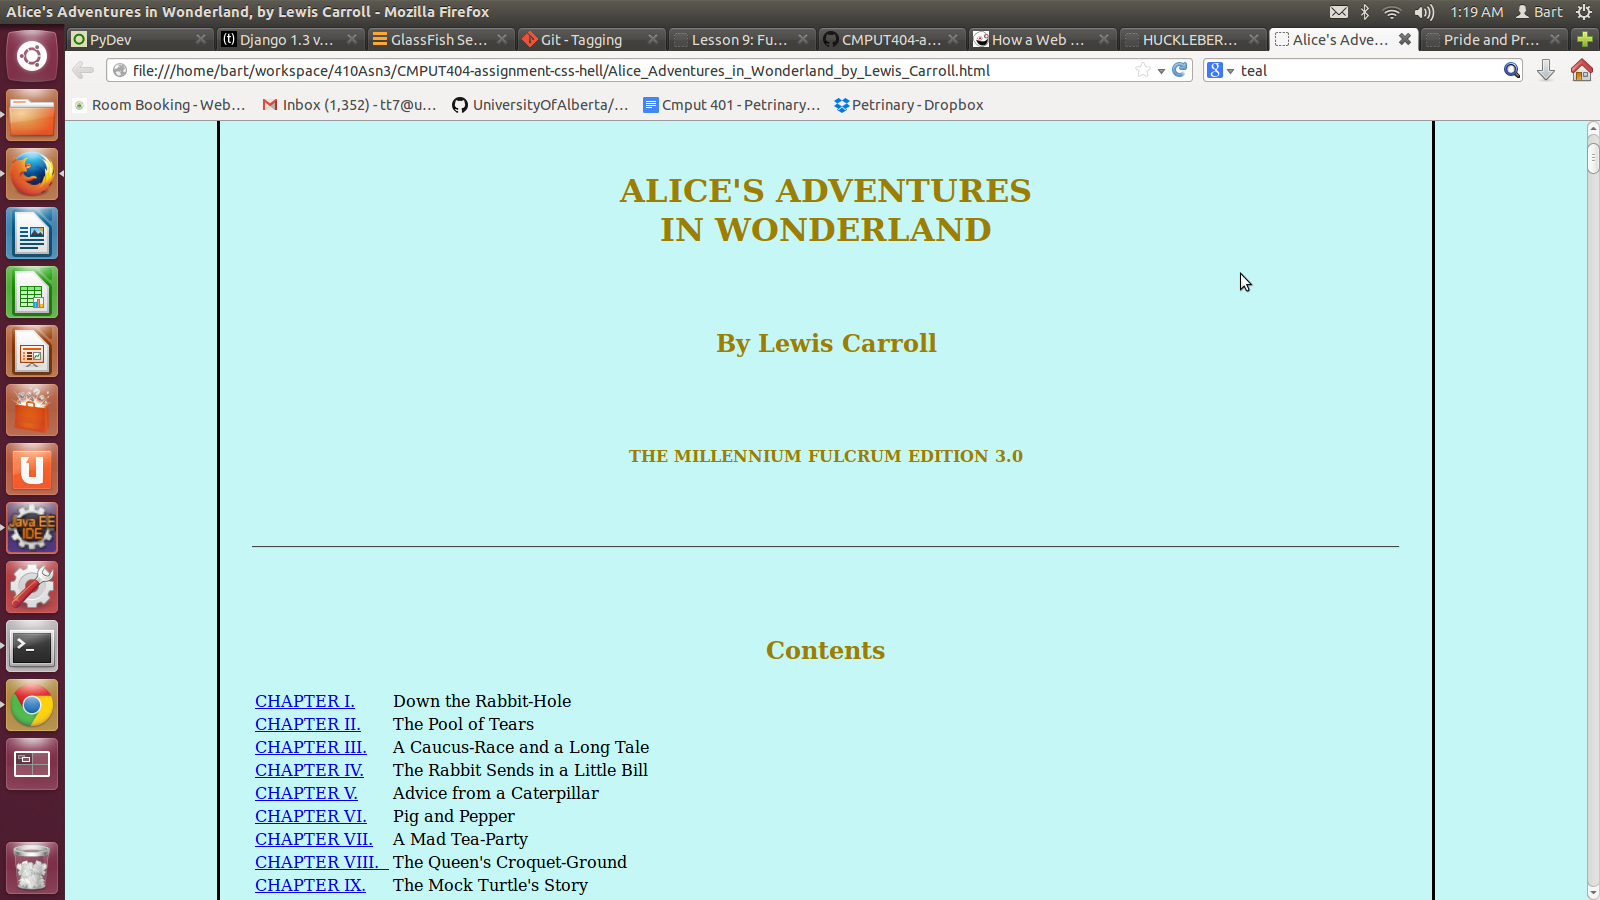 Alice's Adventures in Wonderland, by Lewis Carroll - Mozilla Firefox
1:19 AM Bart
PyDev
Django 1.3 v...
GlassFish Se...
Git - Tagging
Lesson 9: Fu...
CMPUT404-a...
How a Web ...
HUCKLEBER...
Alice's Adve...
Pride and Pr...
file:///home/bart/workspace/410Asn3/CMPUT404-assignment-css-hell/Alice_Adventures_in_Wonderland_by_Lewis_Carroll.html
8 teal
Room Booking - Web...
Inbox (1,352) - tt7@u...
UniversityOfAlberta/...
Cmput 401 - Petrinary...
Petrinary - Dropbox
ALICE'S ADVENTURES
IN WONDERLAND
By Lewis Carroll
THE MILLENNIUM FULCRUM EDITION 3.0
Contents
CHAPTER I. Down the Rabbit-Hole
CHAPTER II. The Pool of Tears
CHAPTER III. A Caucus-Race and a Long Tale
CHAPTER IV. The Rabbit Sends in a Little Bill
CHAPTER V. Advice from a Caterpillar
CHAPTER VI. Pig and Pepper
CHAPTER VII. A Mad Tea-Party
CHAPTER VIII. The Queen's Croquet-Ground
CHAPTER IX. The Mock Turtle's Story
Java EE
IDE